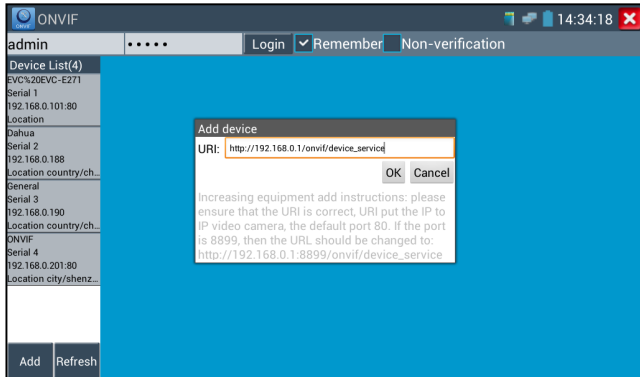 ONVIF
ONVIF
14:34:18
admin
•••••
Login
Remember
Non-verification
Device List(4)
EVC%20EVC-E271
Serial 1
192.168.0.101:80
Location
Dahua
Serial 2
192.168.0.188
Location country/ch...
General
Serial 3
192.168.0.190
Location country/ch...
ONVIF
Serial 4
192.168.0.201:80
Location city/shenz...
Add
Refresh
Add device
URI: http://192.168.0.1/onvif/device_service
OK
Cancel
Increasing equipment add instructions: please
ensure that the URI is correct, URI put the IP to
IP video camera, the default port 80. If the port
is 8899, then the URL should be changed to:
http://192.168.0.1:8899/onvif/device_service